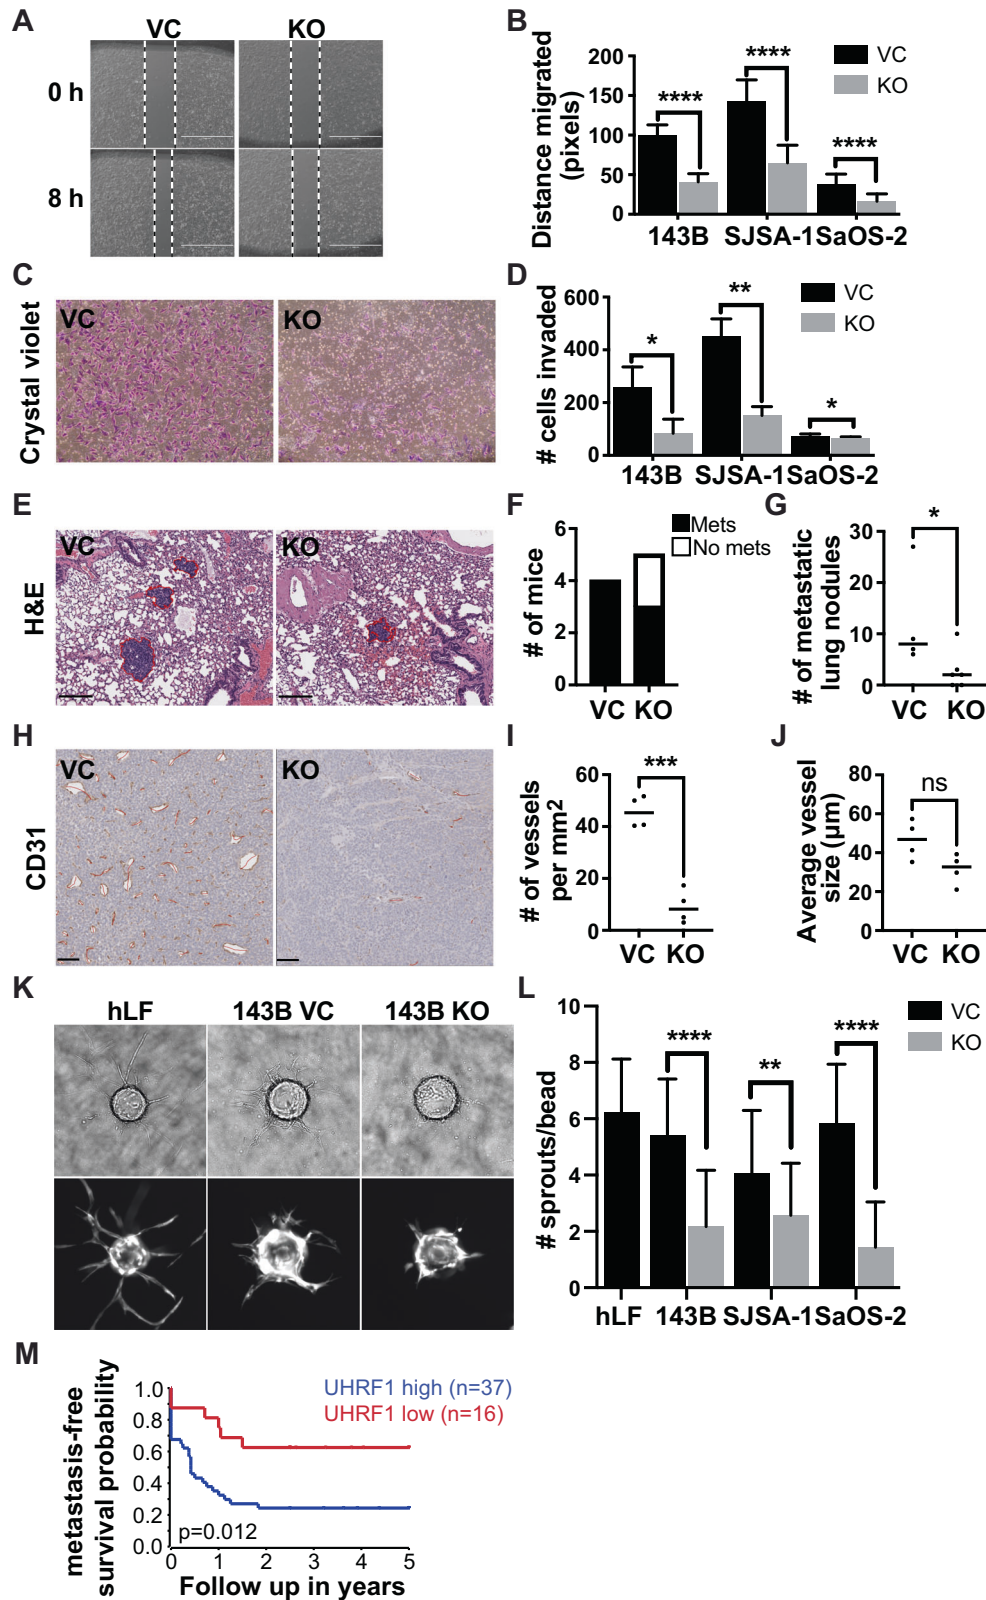 A
VC
KO
0 h
8 h
B
Distance migrated
(pixels)
200
150
100
50
0
****
****
****
VC
KO
143B
SJSA-1
SaOS-2
C
Crystal violet
VC
KO
D
# cells invaded
600
400
200
0
*
**
*
VC
KO
143B
SJSA-1
SaOS-2
E
H&E
VC
KO
F
# of mice
6
4
2
0
Mets
No mets
VC
KO
G
# of metastatic
lung nodules
30
20
10
0
*
VC
KO
H
CD31
VC
KO
I
# of vessels
per mm2
60
40
20
0
***
VC
KO
J
Average vessel
size (µm)
80
60
40
20
0
ns
VC
KO
K
hLF
143B VC
143B KO
L
# sprouts/bead
10
8
6
4
2
0
****
**
****
VC
KO
hLF
143B
SJSA-1
SaOS-2
M
metastasis-free
survival probability
1.0
0.8
0.6
0.4
0.2
0.0
UHRF1 high (n=37)
UHRF1 low (n=16)
p=0.012
0 1 2 3 4 5
Follow up in years